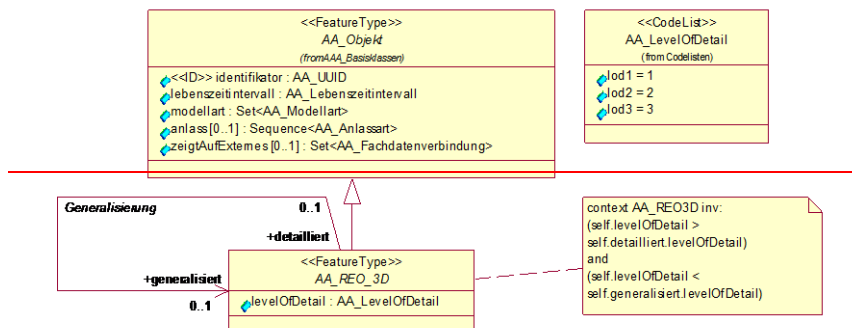 <<FeatureType>>
AA_Objekt
(fromAAA_Basisklassen)
<<ID>> identifikator : AA_UUID
lebenszeitintervall : AA_Lebenszeitintervall
modellart : Set<AA_Modellart>
anlass [0..1] : Sequence<AA_Anlassart>
zeigtAufExternes [0..1] : Set<AA_Fachdatenverbindung>
<<CodeList>>
AA_LevelOfDetail
(from Codelisten)
lod1 = 1
lod2 = 2
lod3 = 3
Generalisierung
0..1
+detailliert
+generalisiert
0..1
<<FeatureType>>
AA_REO_3D
levelOfDetail : AA_LevelOfDetail
context AA_REO3D inv:
(self.levelOfDetail >
self.detailliert.levelOfDetail)
and
(self.levelOfDetail <
self.generalisiert.levelOfDetail)